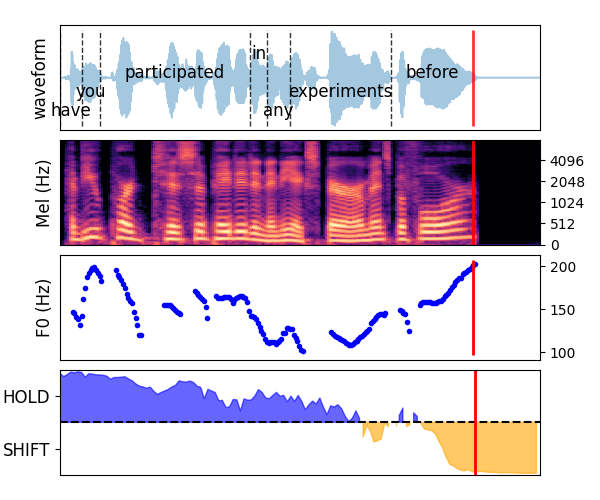 waveform
have
you
participated
in
any
experiments
before
Mel (Hz)
4096
2048
1024
512
0
F0 (Hz)
200
150
100
HOLD
SHIFT